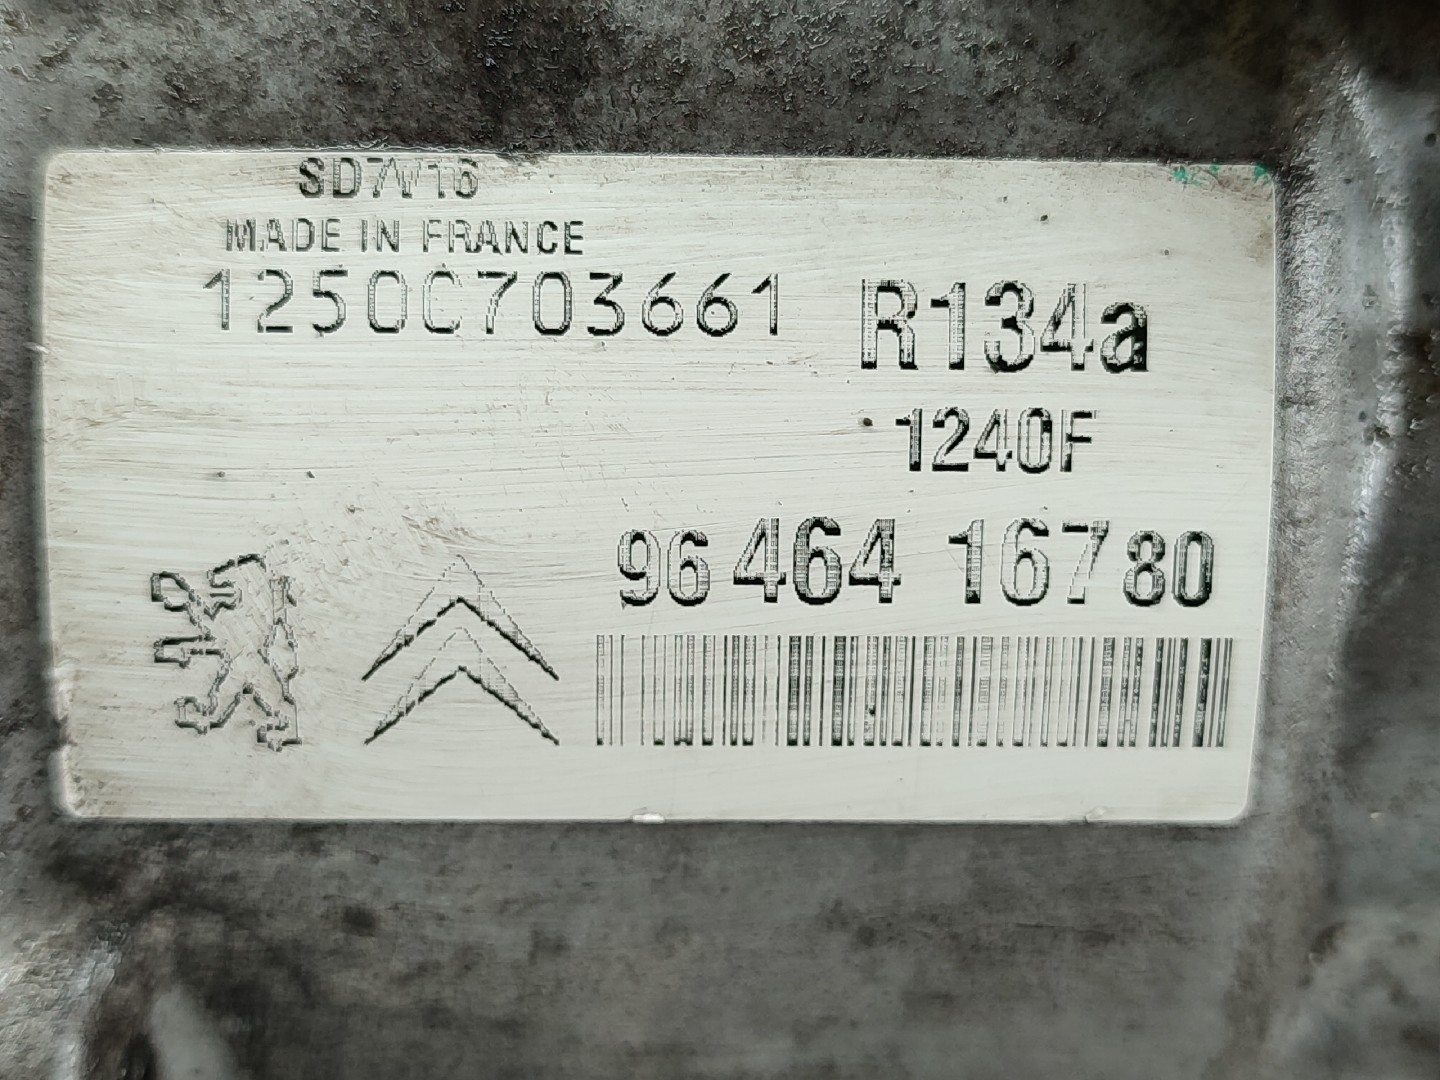 SD7V16
MADE IN FRANCE
1250C703661
R134a
1240F
96 464 167 80